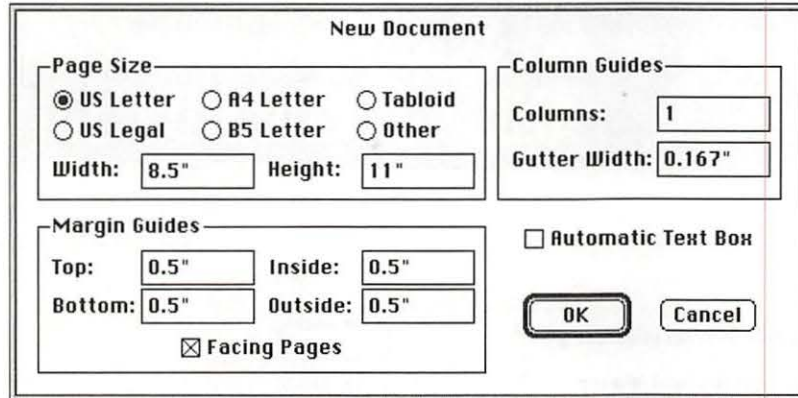 New Document
Page Size
US Letter A4 Letter Tabloid
US Legal B5 Letter Other
Width: 8.5" Height: 11"
Column Guides
Columns: 1
Gutter Width: 0.167"
Margin Guides
Top: 0.5" Inside: 0.5"
Bottom: 0.5" Outside: 0.5"
Facing Pages
Automatic Text Box
OK Cancel